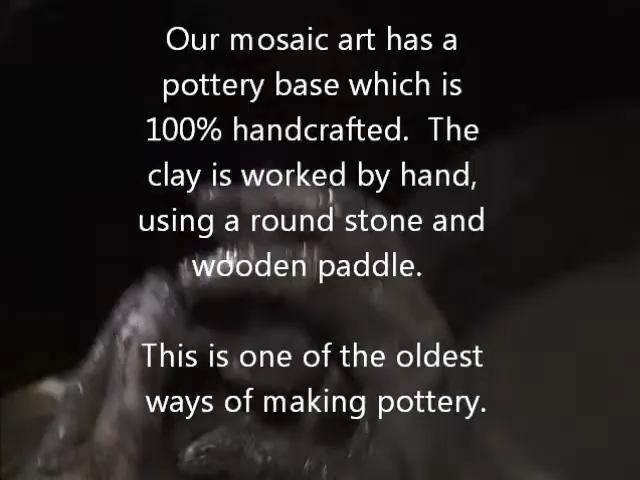 Our mosaic art has a
pottery base which is
100% handcrafted.  The
clay is worked by hand,
using a round stone and
wooden paddle.
This is one of the oldest
ways of making pottery.